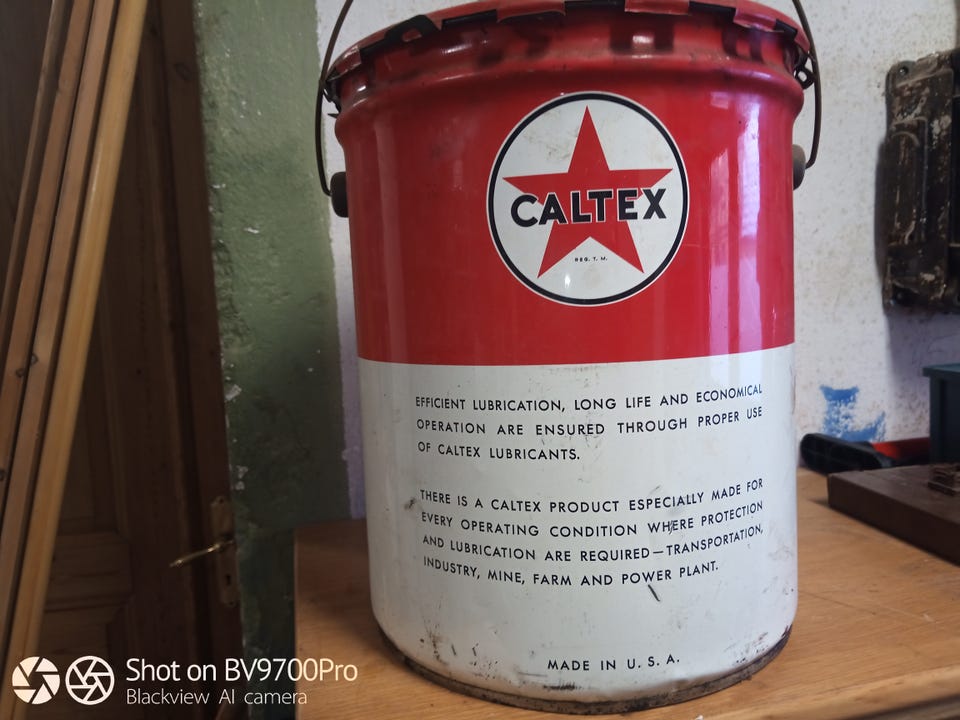 CALTEX
REG. T. M.
EFFICIENT LUBRICATION, LONG LIFE AND ECONOMICAL
OPERATION ARE ENSURED THROUGH PROPER USE
OF CALTEX LUBRICANTS.
THERE IS A CALTEX PRODUCT ESPECIALLY MADE FOR
EVERY OPERATING CONDITION WHERE PROTECTION
AND LUBRICATION ARE REQUIRED—TRANSPORTATION,
INDUSTRY, MINE, FARM AND POWER PLANT.
MADE IN U. S. A.
Shot on BV9700Pro
Blackview AI camera